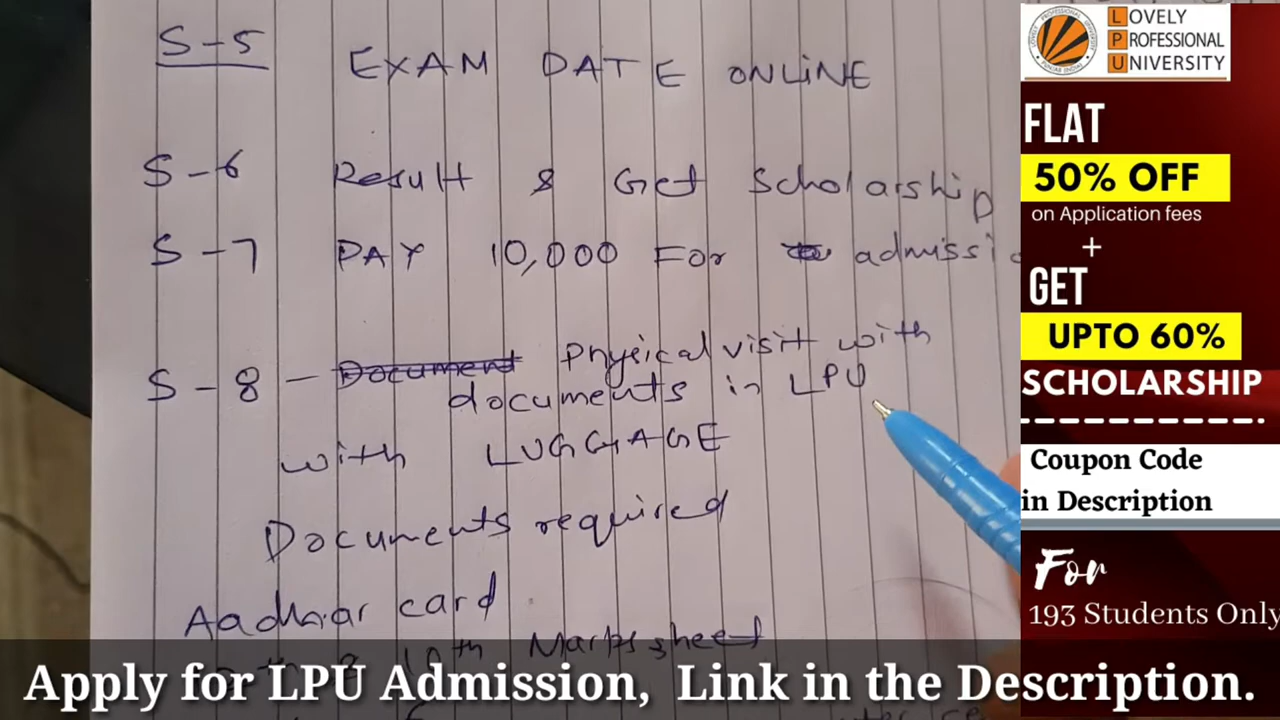 S-5 EXAM DATE ONLINE
S-6 Result & Get Scholarship
S-7 PAY 10,000 For admissi
S-8 - Document Physical visit with
documents in LPU
with LUGGAGE
Documents required
Aadhaar card
10th Marks sheet
LOVELY
PROFESSIONAL
UNIVERSITY
FLAT
50% OFF
on Application fees
+
GET
UPTO 60%
SCHOLARSHIP
Coupon Code
in Description
For
193 Students Only
Apply for LPU Admission, Link in the Description.